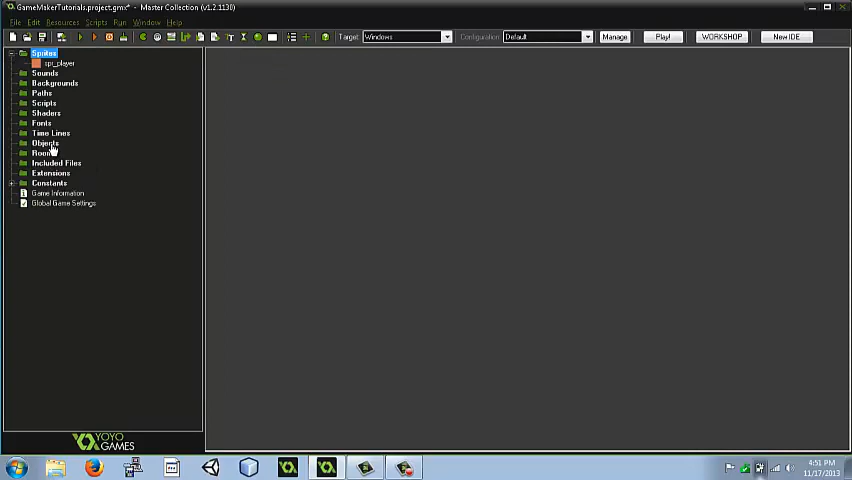 GameMakerTutorials.project.gmx* - Master Collection (v1.2.1130)
File Edit Resources Scripts Run Window Help
Target: Windows Configuration: Default Manage Play! WORKSHOP New IDE
Sprites
spr_player
Sounds
Backgrounds
Paths
Scripts
Shaders
Fonts
Time Lines
Objects
Included Files
Extensions
Constants
Game Information
Global Game Settings
YOYO
GAMES
4:51 PM
11/17/2013